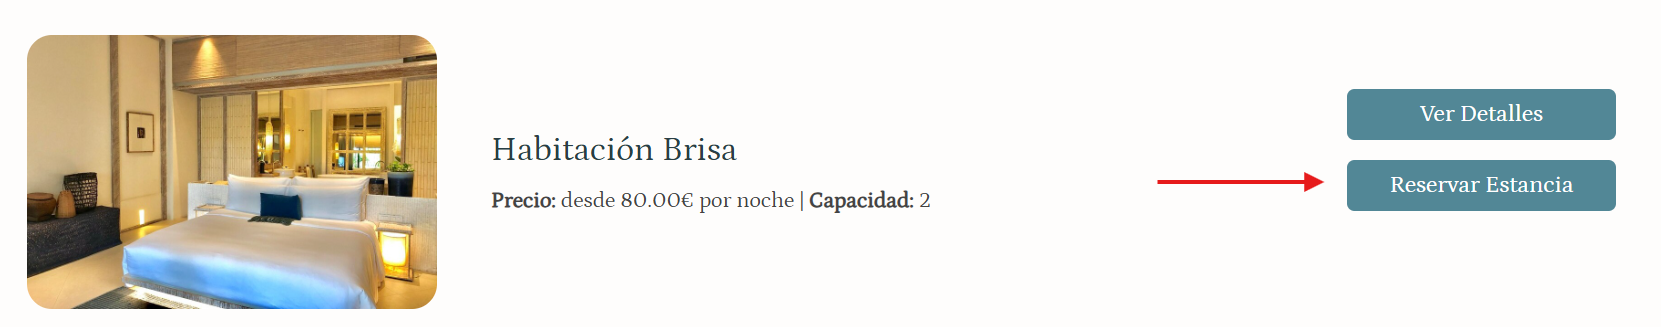 Habitación Brisa
Precio: desde 80.00€ por noche | Capacidad: 2
Ver Detalles
Reservar Estancia